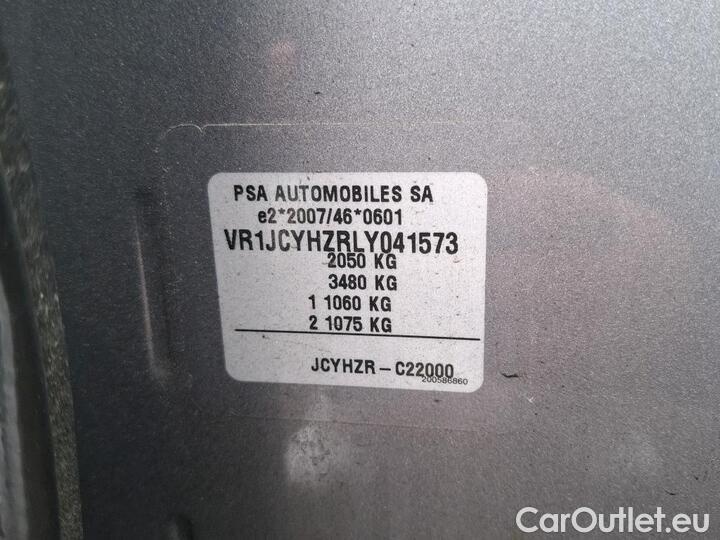 PSA AUTOMOBILES SA
e2*2007/46*0601
VR1JCYHZRLY041573
2050 KG
3480 KG
1 1060 KG
2 1075 KG
JCYHZR – C22000
200586860
CarOutlet.eu